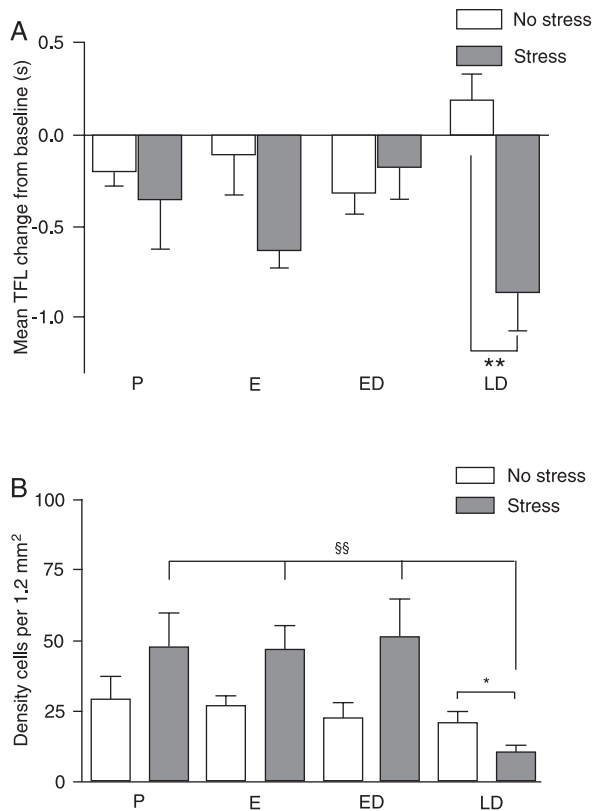 A
No stress
Stress
Mean TFL change from baseline (s)
0.5
0.0
-0.5
-1.0
**
P E ED LD
B
No stress
Stress
Density cells per 1.2 mm²
100
75
50
25
0
§§
*
P E ED LD